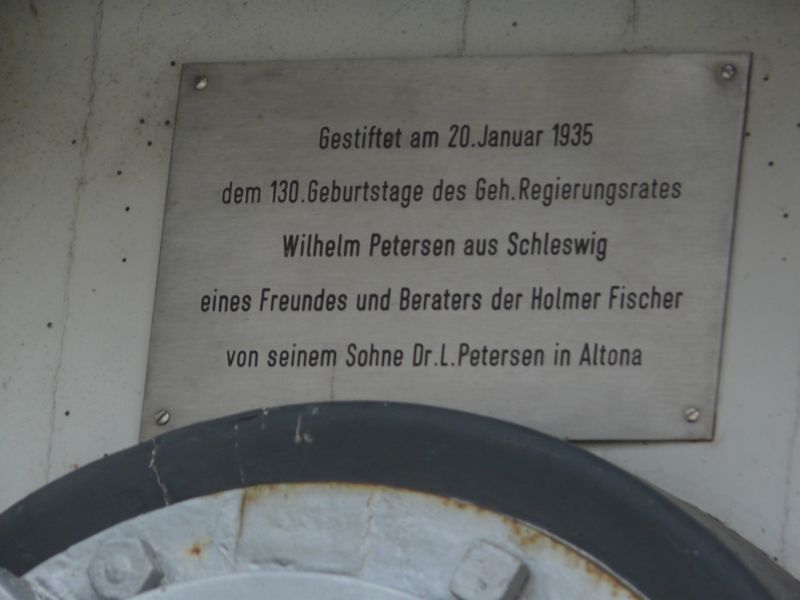 Gestiftet am 20.Januar 1935
dem 130.Geburtstage des Geh.Regierungsrates
Wilhelm Petersen aus Schleswig
eines Freundes und Beraters der Holmer Fischer
von seinem Sohne Dr.L.Petersen in Altona